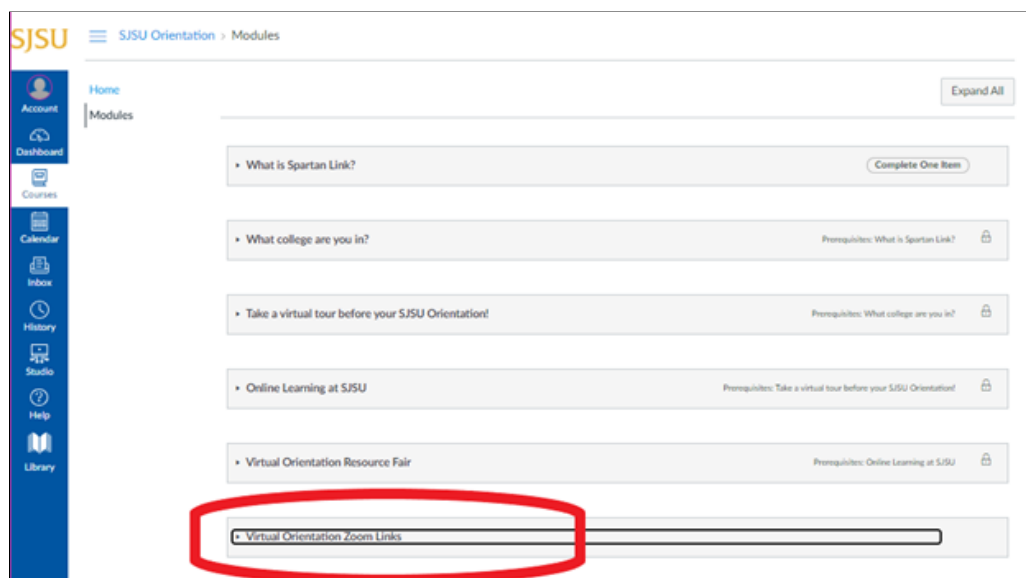 SJSU
SJSU Orientation › Modules
Account
Dashboard
Courses
Calendar
Inbox
History
Studio
Help
Library
Home
Modules
Expand All
What is Spartan Link? Complete One Item
What college are you in? Prerequisites: What is Spartan Link?
Take a virtual tour before your SJSU Orientation! Prerequisites: What college are you in?
Online Learning at SJSU Prerequisites: Take a virtual tour before your SJSU Orientation!
Virtual Orientation Resource Fair Prerequisites: Online Learning at SJSU
Virtual Orientation Zoom Links